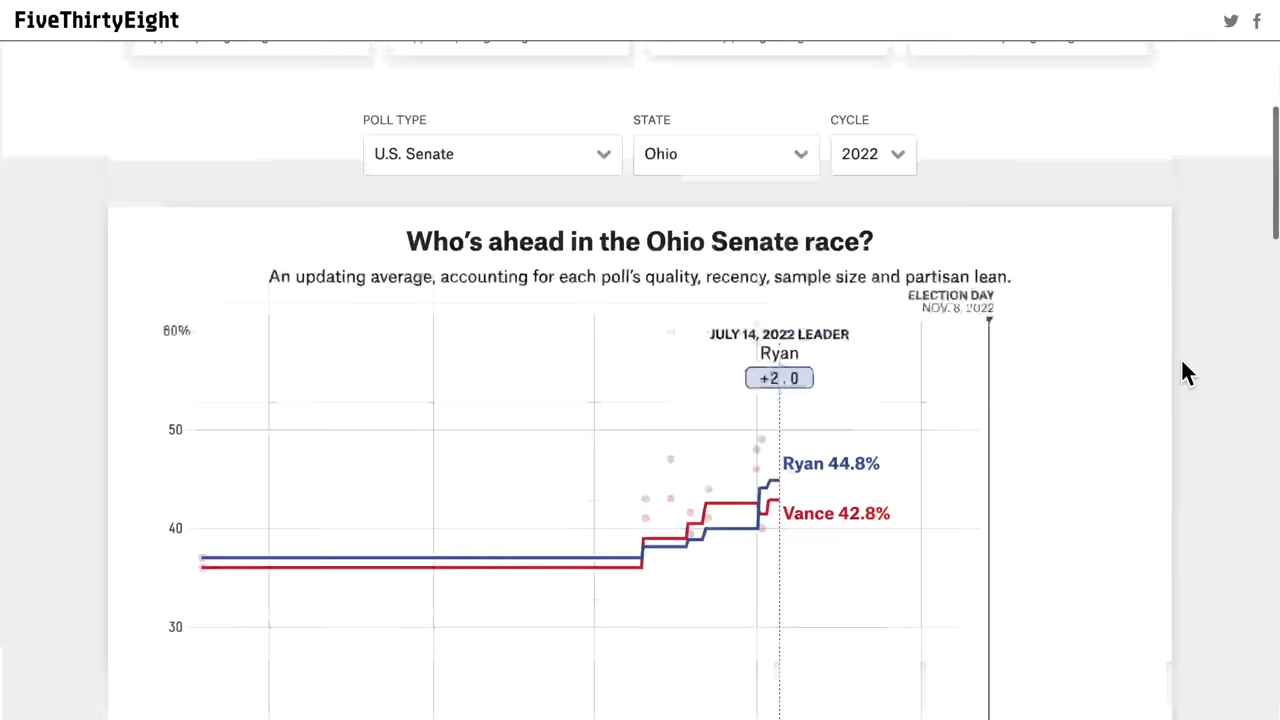 FiveThirtyEight
POLL TYPE
STATE
CYCLE
U.S. Senate
Ohio
2022
Who's ahead in the Ohio Senate race?
An updating average, accounting for each poll's quality, recency, sample size and partisan lean.
ELECTION DAY
NOV. 8, 2022
60%
JULY 14, 2022 LEADER
Ryan
+2.0
50
Ryan 44.8%
Vance 42.8%
40
30